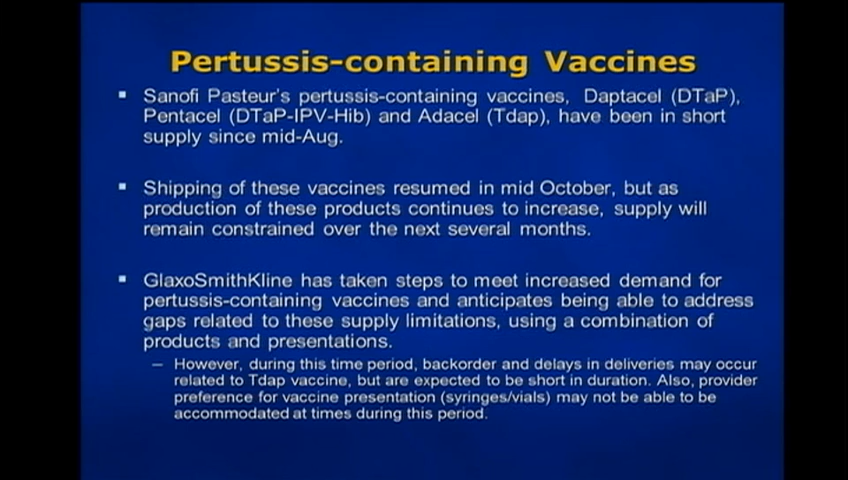 Pertussis-containing Vaccines
▪ Sanofi Pasteur's pertussis-containing vaccines, Daptacel (DTaP),
Pentacel (DTaP-IPV-Hib) and Adacel (Tdap), have been in short
supply since mid-Aug.
▪ Shipping of these vaccines resumed in mid October, but as
production of these products continues to increase, supply will
remain constrained over the next several months.
▪ GlaxoSmithKline has taken steps to meet increased demand for
pertussis-containing vaccines and anticipates being able to address
gaps related to these supply limitations, using a combination of
products and presentations.
– However, during this time period, backorder and delays in deliveries may occur
related to Tdap vaccine, but are expected to be short in duration. Also, provider
preference for vaccine presentation (syringes/vials) may not be able to be
accommodated at times during this period.